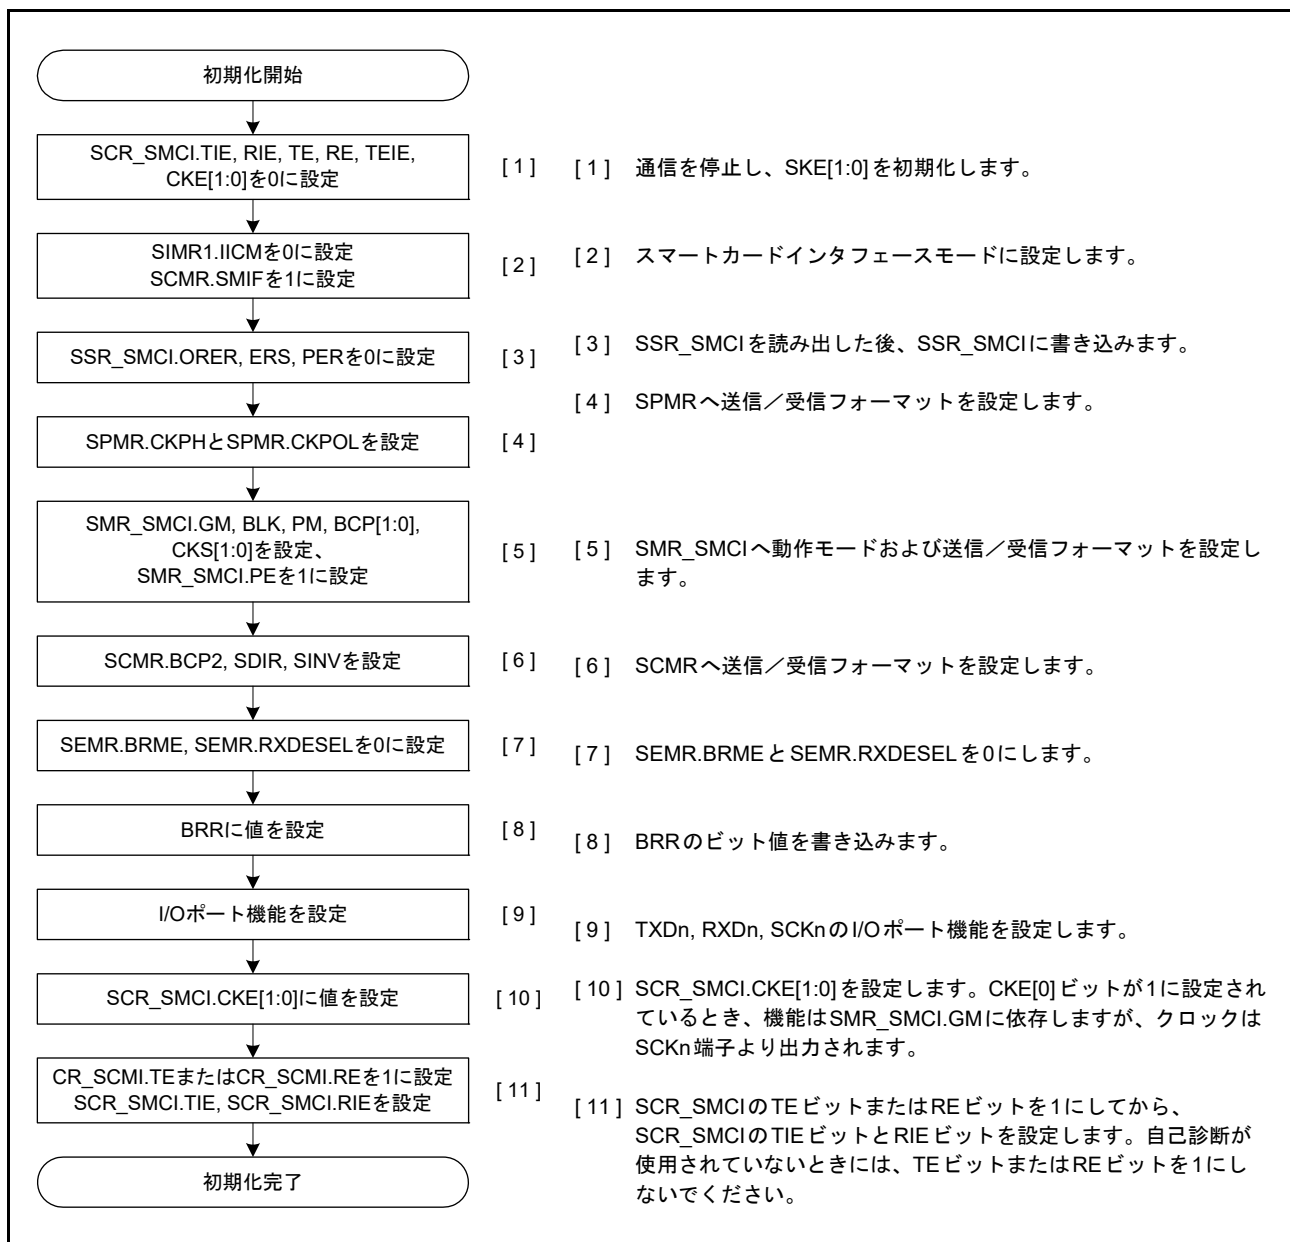 初期化開始
SCR_SMCI.TIE, RIE, TE, RE, TEIE,
CKE[1:0]を0に設定
[ 1 ]
[ 1 ] 通信を停止し、SKE[1:0]を初期化します。
SIMR1.IICMを0に設定
SCMR.SMIFを1に設定
[ 2 ]
[ 2 ] スマートカードインタフェースモードに設定します。
SSR_SMCI.ORER, ERS, PERを0に設定
[ 3 ]
[ 3 ] SSR_SMCIを読み出した後、SSR_SMCIに書き込みます。
SPMR.CKPHとSPMR.CKPOLを設定
[ 4 ]
[ 4 ] SPMRへ送信／受信フォーマットを設定します。
SMR_SMCI.GM, BLK, PM, BCP[1:0],
CKS[1:0]を設定、
SMR_SMCI.PEを1に設定
[ 5 ]
[ 5 ] SMR_SMCIへ動作モードおよび送信／受信フォーマットを設定し
ます。
SCMR.BCP2, SDIR, SINVを設定
[ 6 ]
[ 6 ] SCMRへ送信／受信フォーマットを設定します。
SEMR.BRME, SEMR.RXDESELを0に設定
[ 7 ]
[ 7 ] SEMR.BRMEとSEMR.RXDESELを0にします。
BRRに値を設定
[ 8 ]
[ 8 ] BRRのビット値を書き込みます。
I/Oポート機能を設定
[ 9 ]
[ 9 ] TXDn, RXDn, SCKnのI/Oポート機能を設定します。
SCR_SMCI.CKE[1:0]に値を設定
[ 10 ]
[ 10 ] SCR_SMCI.CKE[1:0]を設定します。CKE[0]ビットが1に設定され
ているとき、機能はSMR_SMCI.GMに依存しますが、クロックは
SCKn端子より出力されます。
CR_SCMI.TEまたはCR_SCMI.REを1に設定
SCR_SMCI.TIE, SCR_SMCI.RIEを設定
[ 11 ]
[ 11 ] SCR_SMCIのTEビットまたはREビットを1にしてから、
SCR_SMCIのTIEビットとRIEビットを設定します。自己診断が
使用されていないときには、TEビットまたはREビットを1にし
ないでください。
初期化完了